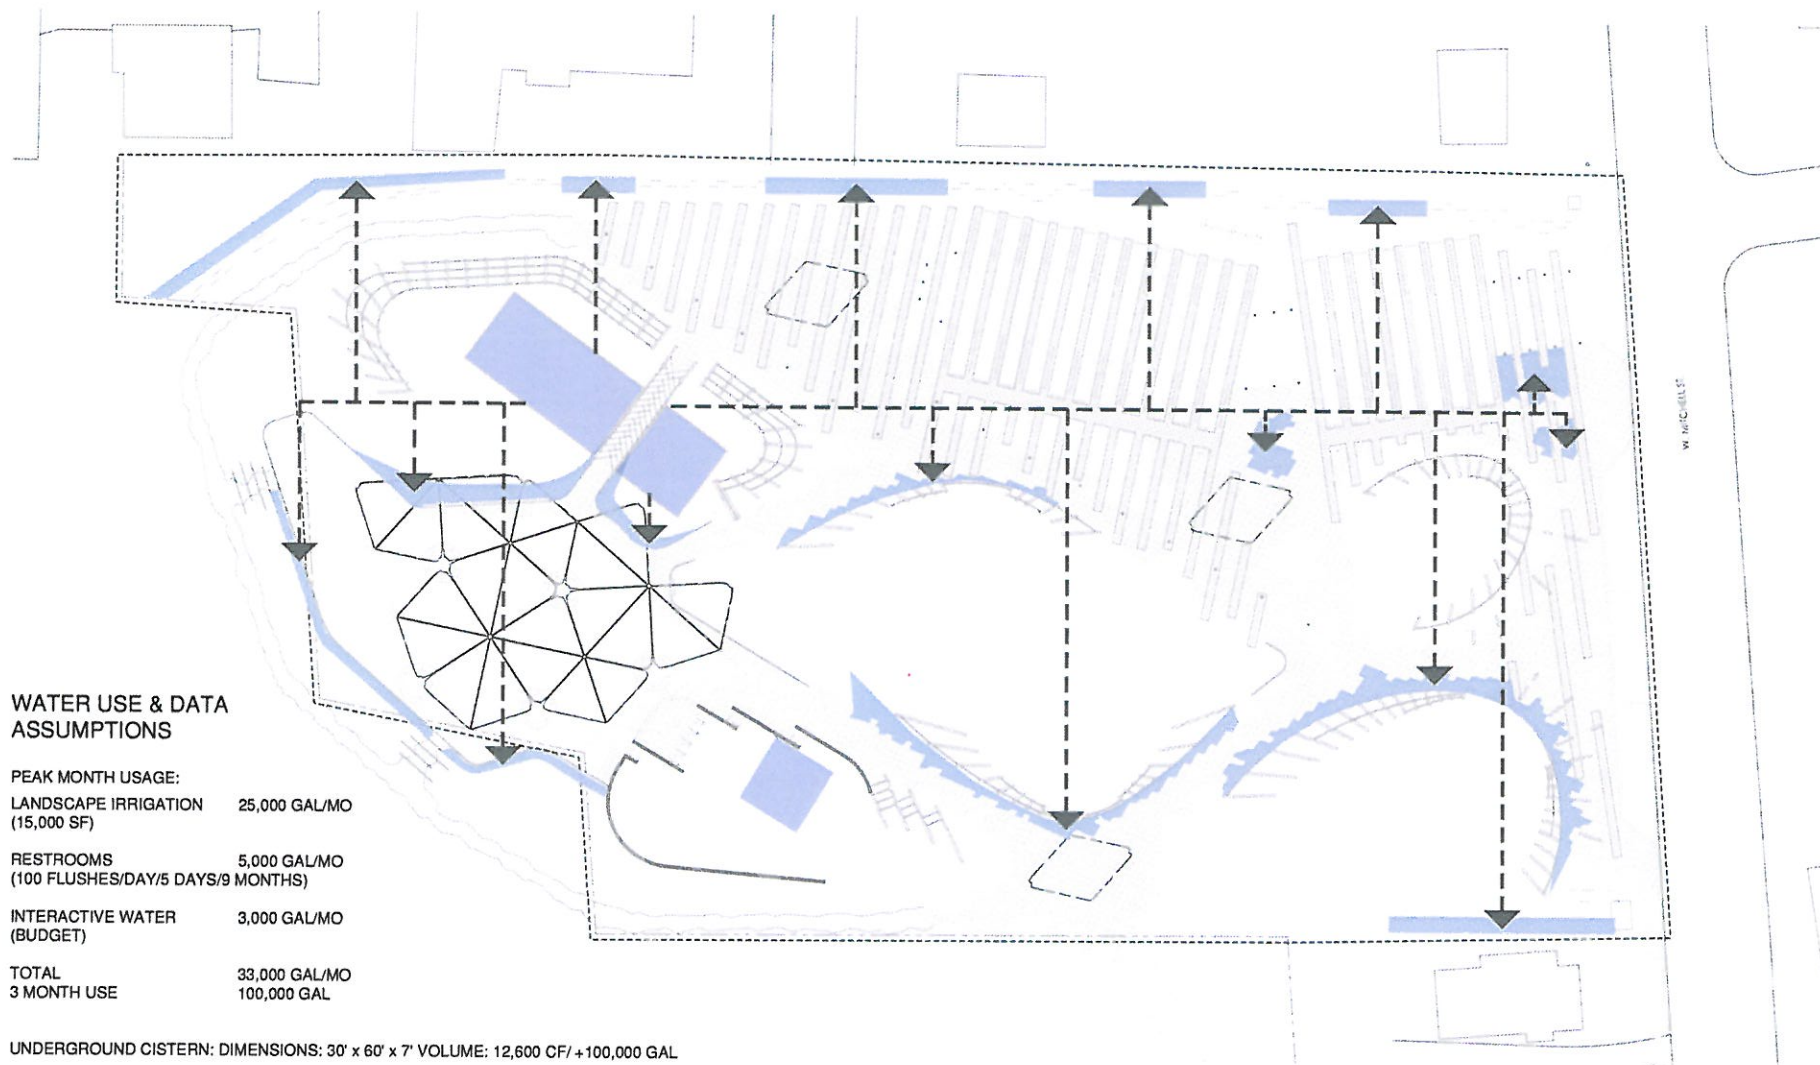 W. MITCHELL ST.
WATER USE & DATA
ASSUMPTIONS
PEAK MONTH USAGE:
LANDSCAPE IRRIGATION 25,000 GAL/MO
(15,000 SF)
RESTROOMS 5,000 GAL/MO
(100 FLUSHES/DAY/5 DAYS/9 MONTHS)
INTERACTIVE WATER 3,000 GAL/MO
(BUDGET)
TOTAL 33,000 GAL/MO
3 MONTH USE 100,000 GAL
UNDERGROUND CISTERN: DIMENSIONS: 30' x 60' x 7' VOLUME: 12,600 CF/ +100,000 GAL